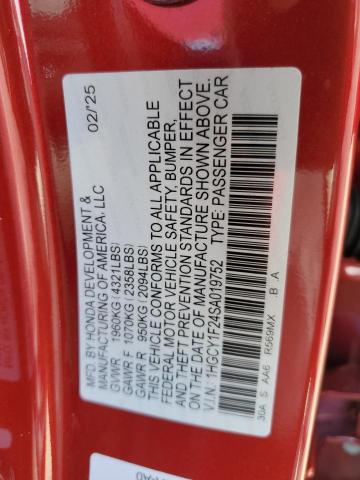 MFD. BY HONDA DEVELOPMENT & 02/'25
MANUFACTURING OF AMERICA, LLC
GVWR 1960KG (4321LBS)
GAWR F 1070KG (2358LBS)
GAWR R 950KG (2094LBS)
THIS VEHICLE CONFORMS TO ALL APPLICABLE
FEDERAL MOTOR VEHICLE SAFETY, BUMPER,
AND THEFT PREVENTION STANDARDS IN EFFECT
ON THE DATE OF MANUFACTURE SHOWN ABOVE.
V.I.N.: 1HGCY1F24SA019752 TYPE: PASSENGER CAR
30A S AA6 R569MX .B A